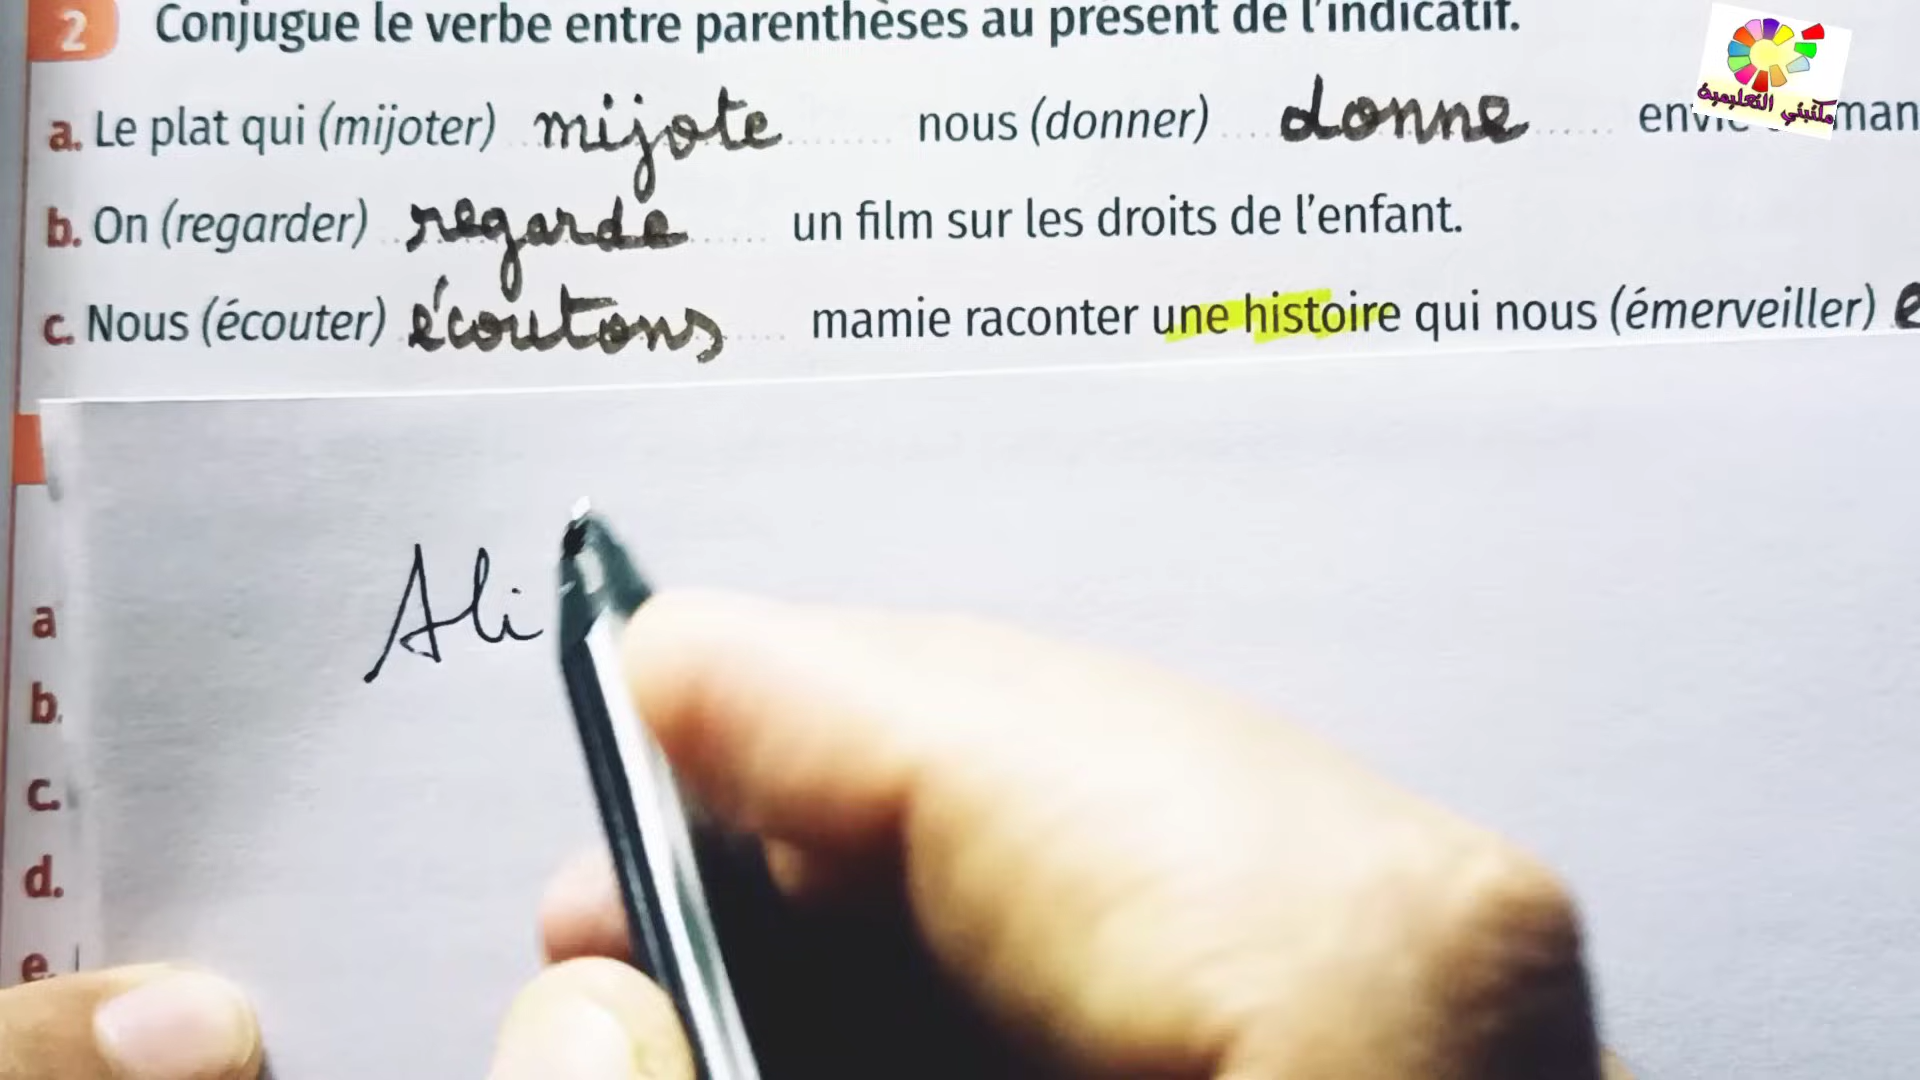 2 Conjugue le verbe entre parenthèses au présent de l'indicatif.
a. Le plat qui (mijoter) mijote nous (donner) donne
مكتبتي التعليمية
b. On (regarder) regarde un film sur les droits de l'enfant.
c. Nous (écouter) écoutons mamie raconter une histoire qui nous (émerveiller)
Ali
a
b.
c.
d.
e.